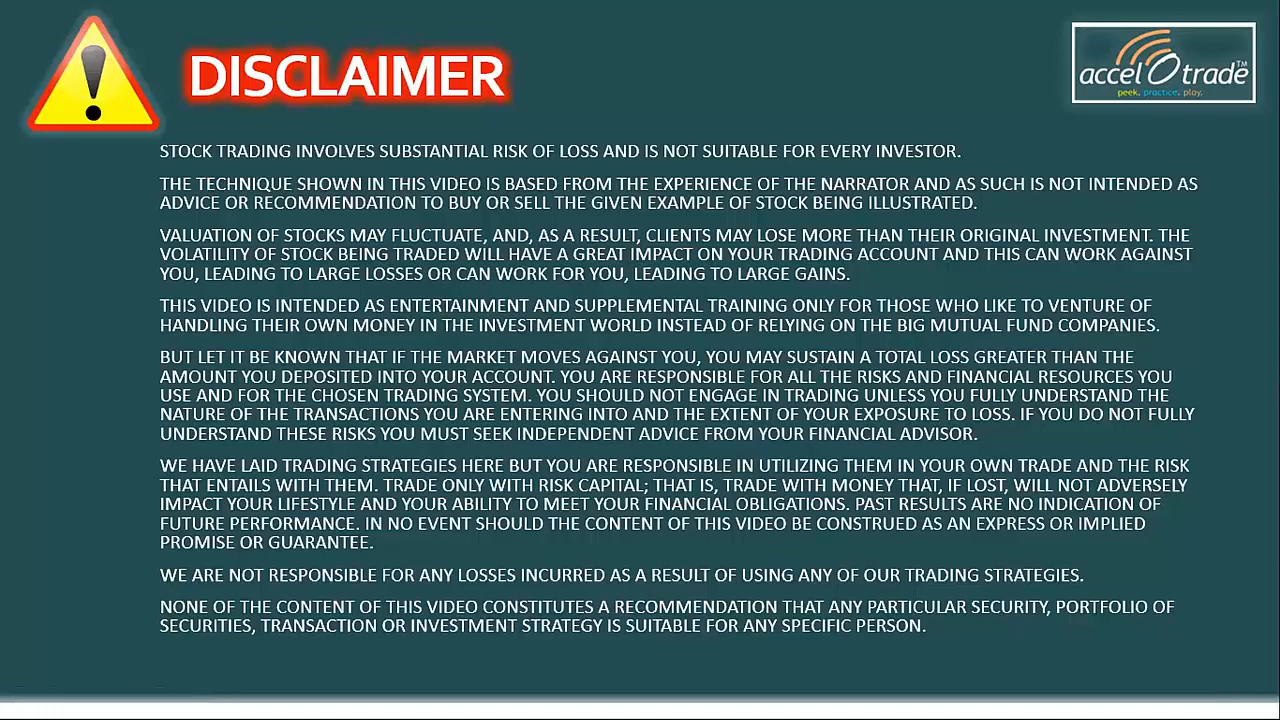 DISCLAIMER
accelOtrade™
peek. practice. play.
STOCK TRADING INVOLVES SUBSTANTIAL RISK OF LOSS AND IS NOT SUITABLE FOR EVERY INVESTOR.
THE TECHNIQUE SHOWN IN THIS VIDEO IS BASED FROM THE EXPERIENCE OF THE NARRATOR AND AS SUCH IS NOT INTENDED AS
ADVICE OR RECOMMENDATION TO BUY OR SELL THE GIVEN EXAMPLE OF STOCK BEING ILLUSTRATED.
VALUATION OF STOCKS MAY FLUCTUATE, AND, AS A RESULT, CLIENTS MAY LOSE MORE THAN THEIR ORIGINAL INVESTMENT. THE
VOLATILITY OF STOCK BEING TRADED WILL HAVE A GREAT IMPACT ON YOUR TRADING ACCOUNT AND THIS CAN WORK AGAINST
YOU, LEADING TO LARGE LOSSES OR CAN WORK FOR YOU, LEADING TO LARGE GAINS.
THIS VIDEO IS INTENDED AS ENTERTAINMENT AND SUPPLEMENTAL TRAINING ONLY FOR THOSE WHO LIKE TO VENTURE OF
HANDLING THEIR OWN MONEY IN THE INVESTMENT WORLD INSTEAD OF RELYING ON THE BIG MUTUAL FUND COMPANIES.
BUT LET IT BE KNOWN THAT IF THE MARKET MOVES AGAINST YOU, YOU MAY SUSTAIN A TOTAL LOSS GREATER THAN THE
AMOUNT YOU DEPOSITED INTO YOUR ACCOUNT. YOU ARE RESPONSIBLE FOR ALL THE RISKS AND FINANCIAL RESOURCES YOU
USE AND FOR THE CHOSEN TRADING SYSTEM. YOU SHOULD NOT ENGAGE IN TRADING UNLESS YOU FULLY UNDERSTAND THE
NATURE OF THE TRANSACTIONS YOU ARE ENTERING INTO AND THE EXTENT OF YOUR EXPOSURE TO LOSS. IF YOU DO NOT FULLY
UNDERSTAND THESE RISKS YOU MUST SEEK INDEPENDENT ADVICE FROM YOUR FINANCIAL ADVISOR.
WE HAVE LAID TRADING STRATEGIES HERE BUT YOU ARE RESPONSIBLE IN UTILIZING THEM IN YOUR OWN TRADE AND THE RISK
THAT ENTAILS WITH THEM. TRADE ONLY WITH RISK CAPITAL; THAT IS, TRADE WITH MONEY THAT, IF LOST, WILL NOT ADVERSELY
IMPACT YOUR LIFESTYLE AND YOUR ABILITY TO MEET YOUR FINANCIAL OBLIGATIONS. PAST RESULTS ARE NO INDICATION OF
FUTURE PERFORMANCE. IN NO EVENT SHOULD THE CONTENT OF THIS VIDEO BE CONSTRUED AS AN EXPRESS OR IMPLIED
PROMISE OR GUARANTEE.
WE ARE NOT RESPONSIBLE FOR ANY LOSSES INCURRED AS A RESULT OF USING ANY OF OUR TRADING STRATEGIES.
NONE OF THE CONTENT OF THIS VIDEO CONSTITUTES A RECOMMENDATION THAT ANY PARTICULAR SECURITY, PORTFOLIO OF
SECURITIES, TRANSACTION OR INVESTMENT STRATEGY IS SUITABLE FOR ANY SPECIFIC PERSON.